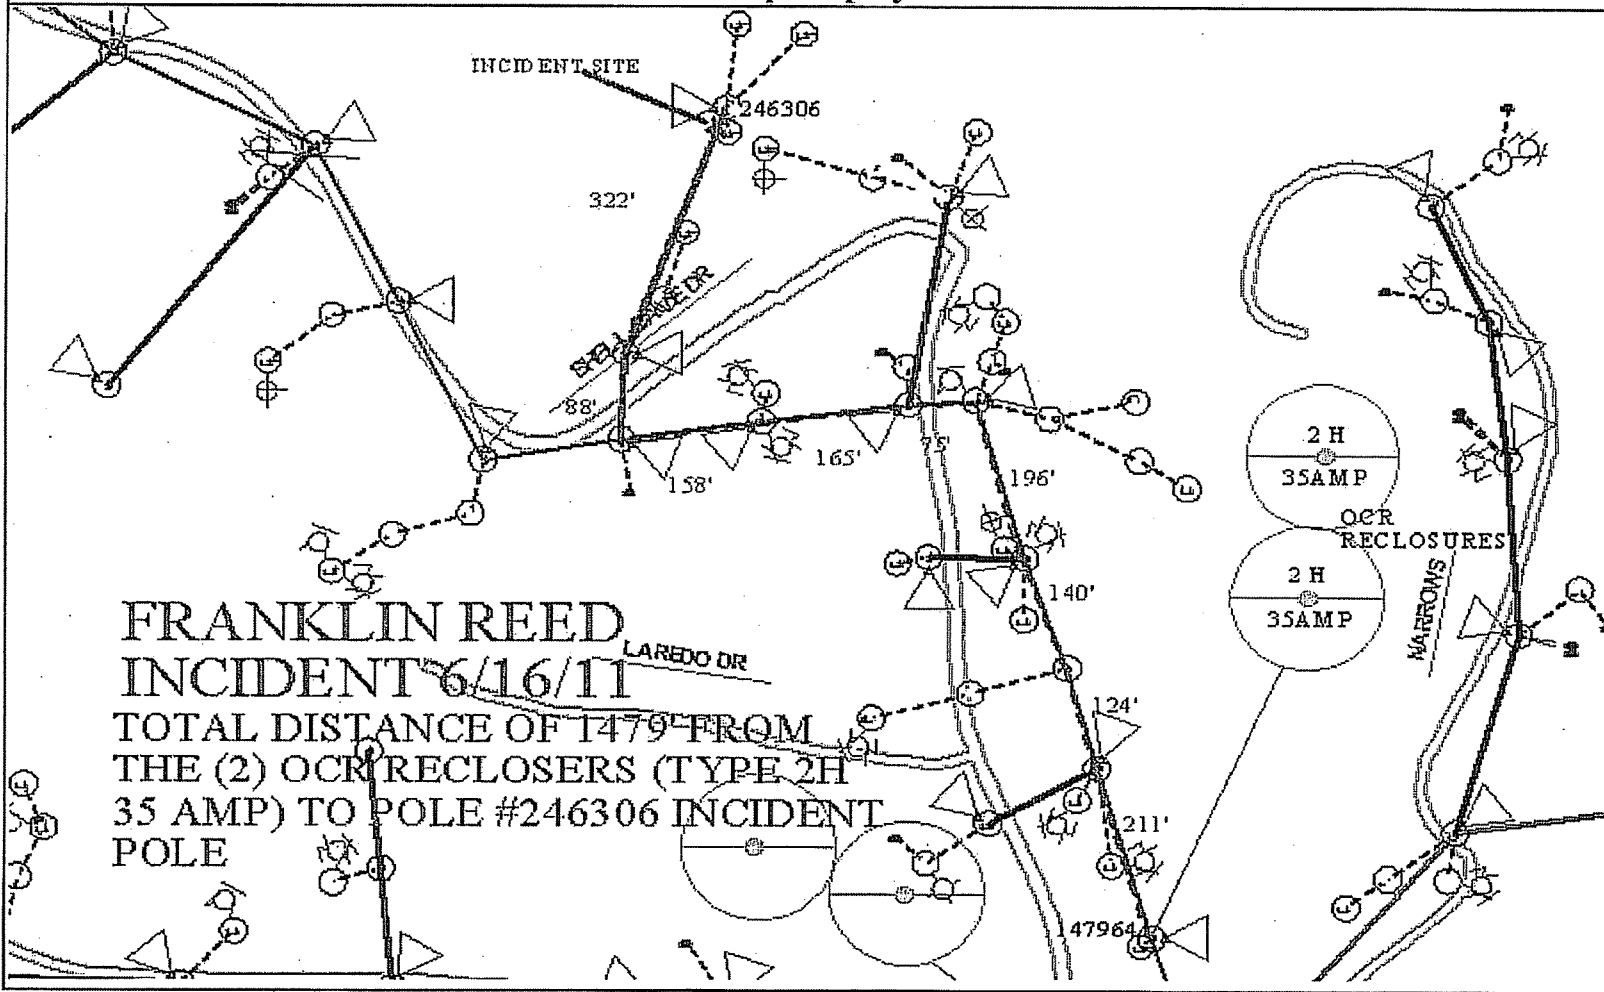 INCIDENT SITE
246306
322'
88'
158'
165'
75'
196'
140'
124'
211'
147964
2 H
35AMP
OCR
RECLOSURES
2 H
35AMP
NARROWS
LAREDO DR
FRANKLIN REED
INCIDENT 6/16/11
TOTAL DISTANCE OF 1479' FROM
THE (2) OCR RECLOSERS (TYPE 2H
35 AMP) TO POLE #246306 INCIDENT
POLE
DR